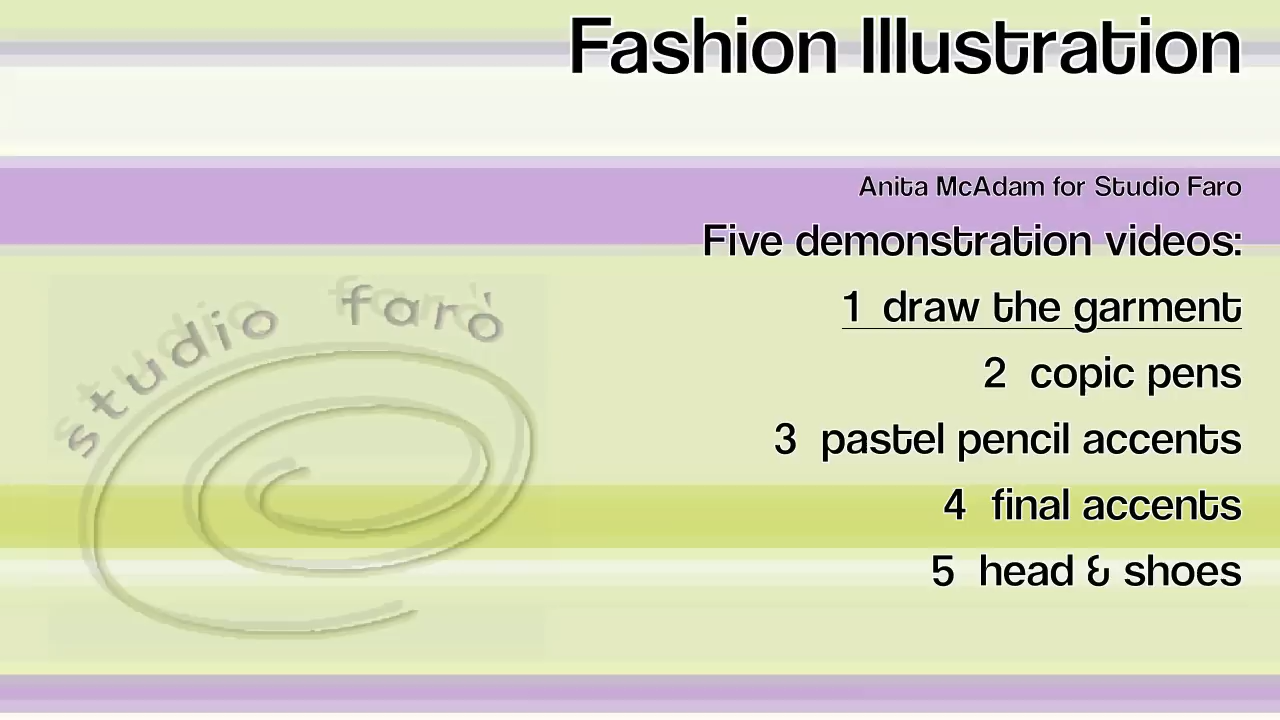 Fashion Illustration
Anita McAdam for Studio Faro
Five demonstration videos:
1 draw the garment
2 copic pens
3 pastel pencil accents
4 final accents
5 head & shoes
studio farò